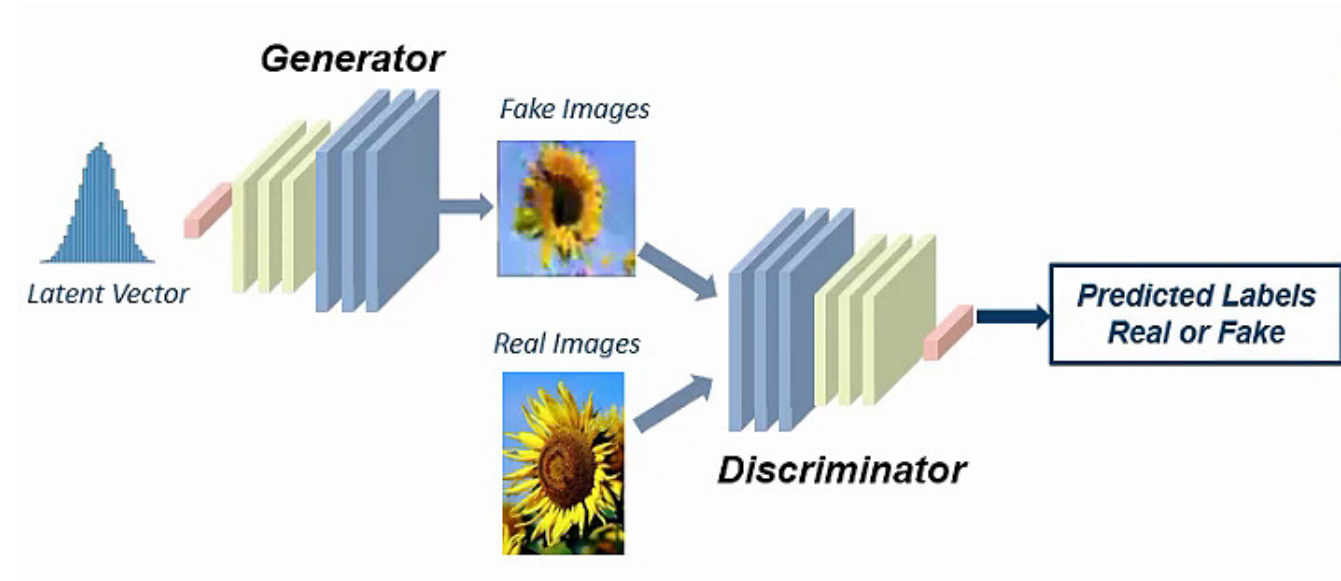 Generator
Fake Images
Latent Vector
Real Images
Predicted Labels
Real or Fake
Discriminator